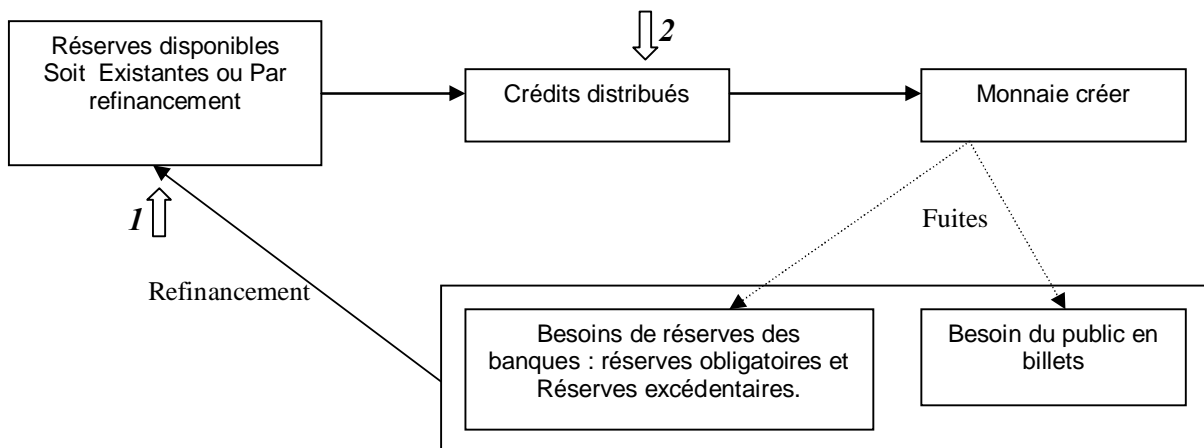 2
Réserves disponibles
Soit Existantes ou Par
refinancement
Crédits distribués
Monnaie créer
1
Fuites
Refinancement
Besoins de réserves des
banques : réserves obligatoires et
Réserves excédentaires.
Besoin du public en
billets